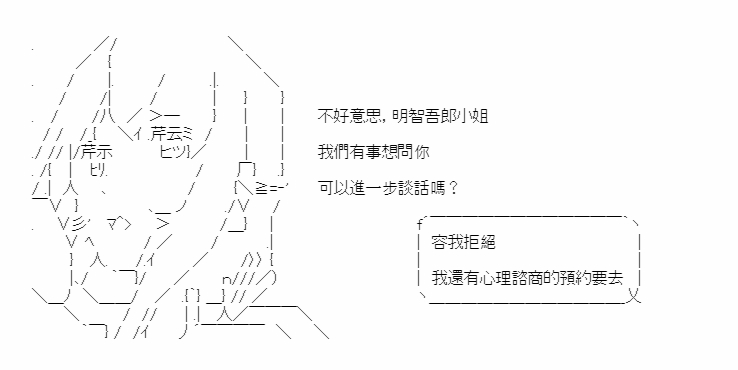 不好意思，明智吾郎小姐
我們有事想問你
可以進一步談話嗎？
容我拒絕
我還有心理諮商的預約要去